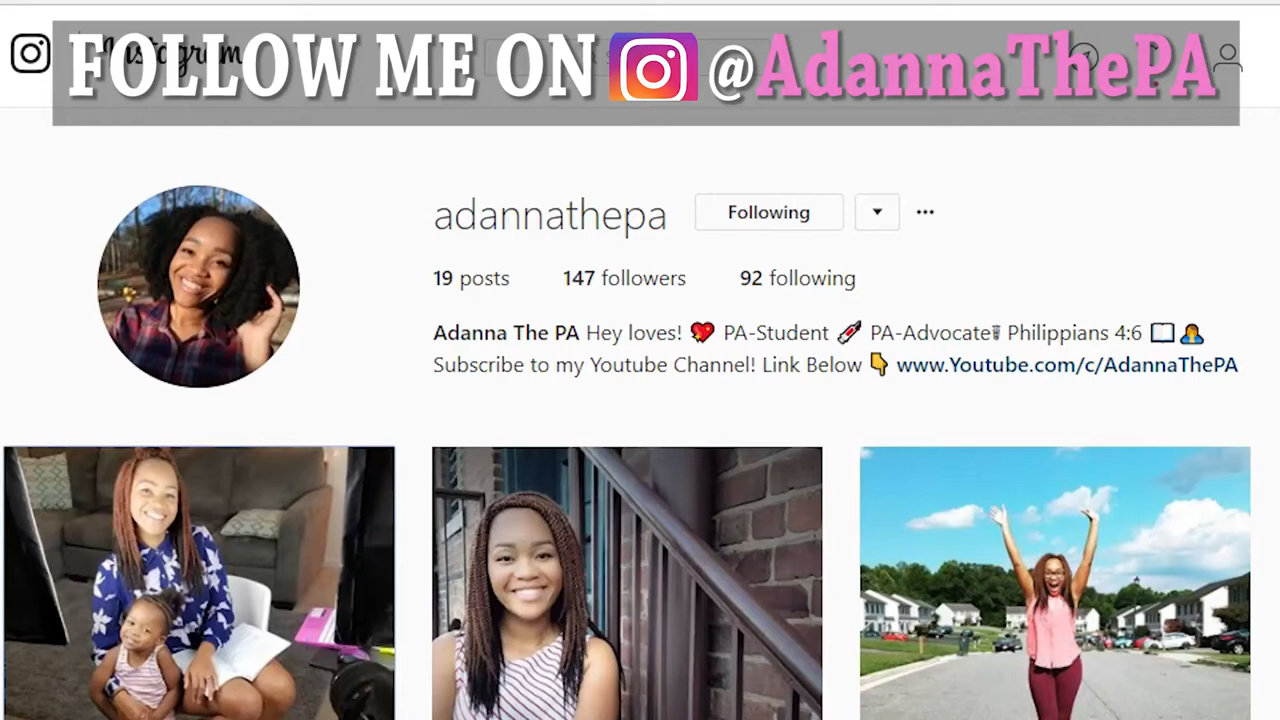 FOLLOW ME ON @AdannaThePA
Instagram
adannathepa Following
19 posts 147 followers 92 following
Adanna The PA Hey loves! 💖 PA-Student 💉 PA-Advocate Philippians 4:6 📖
Subscribe to my Youtube Channel! Link Below 👇 www.Youtube.com/c/AdannaThePA